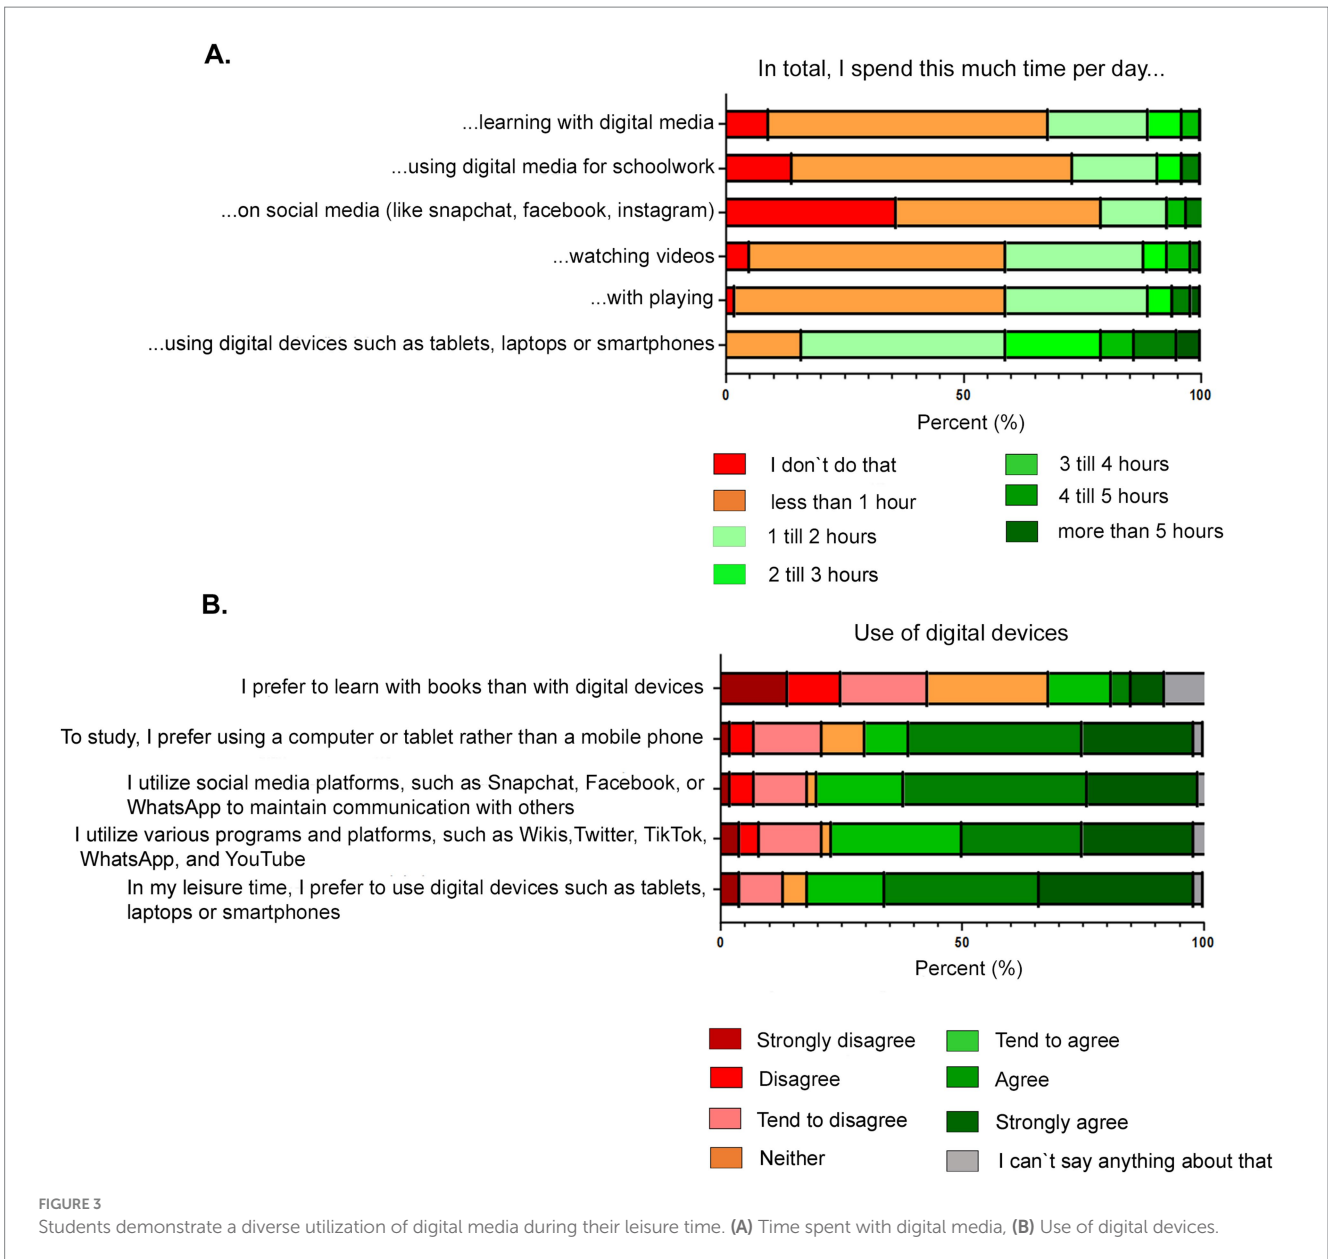 A.
In total, I spend this much time per day...
...learning with digital media
...using digital media for schoolwork
...on social media (like snapchat, facebook, instagram)
...watching videos
...with playing
...using digital devices such as tablets, laptops or smartphones
0 50 100
Percent (%)
I don`t do that
less than 1 hour
1 till 2 hours
2 till 3 hours
3 till 4 hours
4 till 5 hours
more than 5 hours
B.
Use of digital devices
I prefer to learn with books than with digital devices
To study, I prefer using a computer or tablet rather than a mobile phone
I utilize social media platforms, such as Snapchat, Facebook, or
WhatsApp to maintain communication with others
I utilize various programs and platforms, such as Wikis,Twitter, TikTok,
WhatsApp, and YouTube
In my leisure time, I prefer to use digital devices such as tablets,
laptops or smartphones
0 50 100
Percent (%)
Strongly disagree
Disagree
Tend to disagree
Neither
Tend to agree
Agree
Strongly agree
I can`t say anything about that
FIGURE 3
Students demonstrate a diverse utilization of digital media during their leisure time. (A) Time spent with digital media, (B) Use of digital devices.